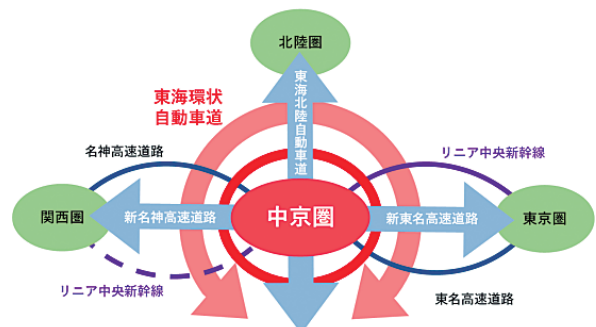 北陸圏
東海環状
自動車道
東海北陸自動車道
名神高速道路
リニア中央新幹線
関西圏
新名神高速道路
中京圏
新東名高速道路
東京圏
リニア中央新幹線
東名高速道路